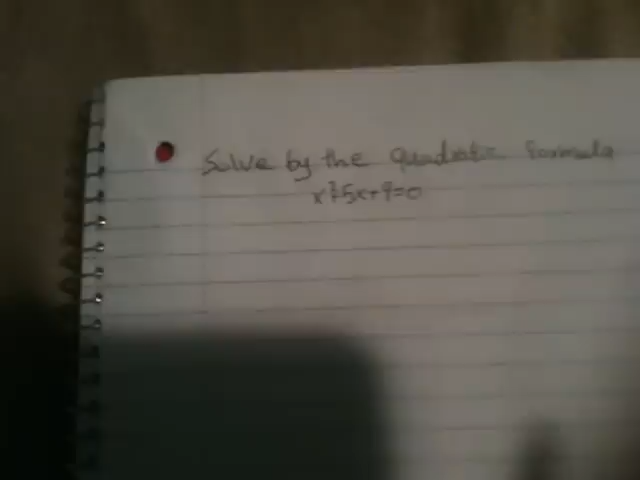 Solve by the Quadratic formula
x²+5x+9=0